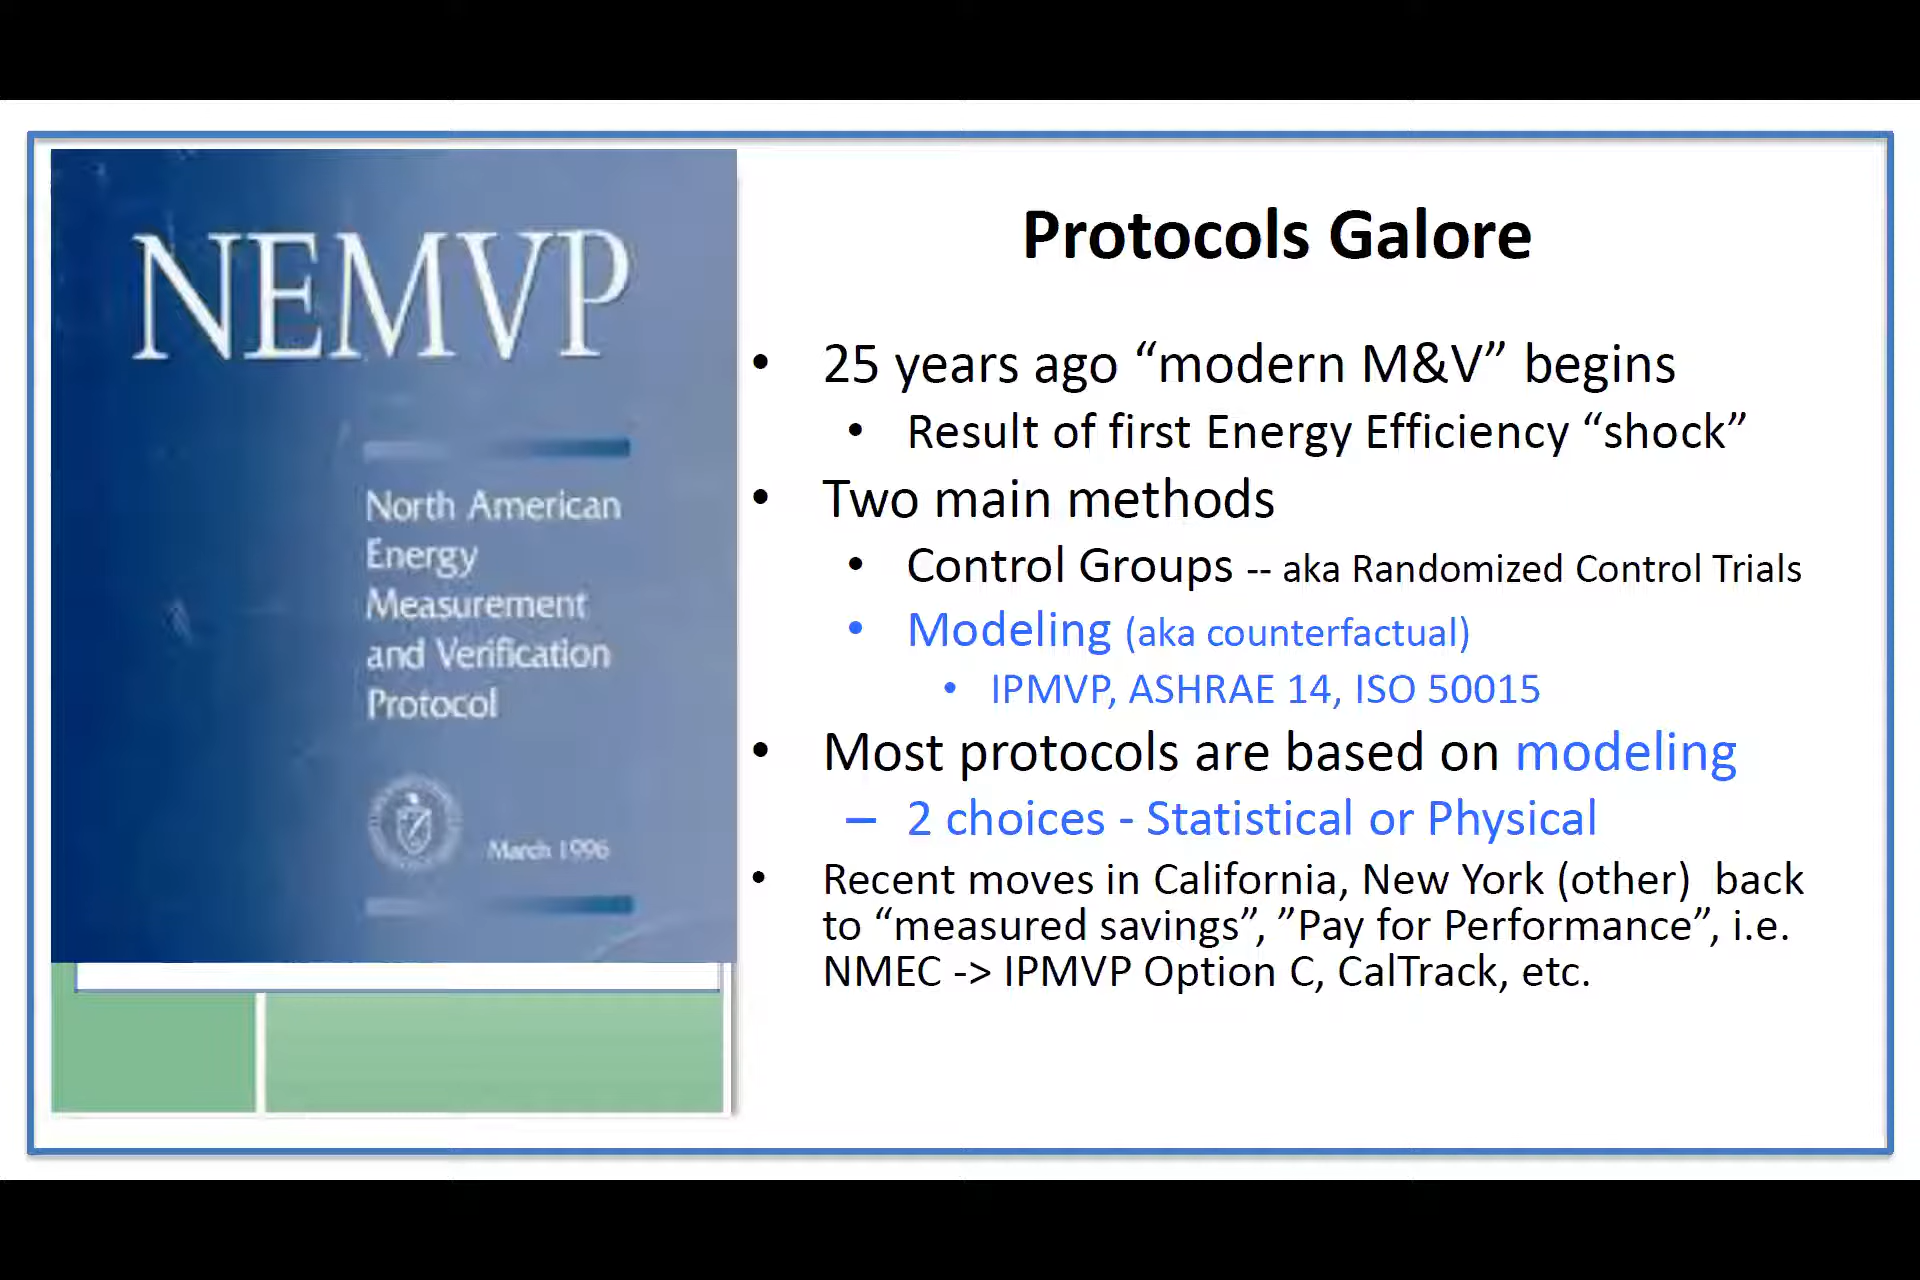 NEMVP
North American
Energy
Measurement
and Verification
Protocol
March 1996
Protocols Galore
• 25 years ago “modern M&V” begins
• Result of first Energy Efficiency “shock”
• Two main methods
• Control Groups -- aka Randomized Control Trials
• Modeling (aka counterfactual)
• IPMVP, ASHRAE 14, ISO 50015
• Most protocols are based on modeling
– 2 choices - Statistical or Physical
• Recent moves in California, New York (other) back
to “measured savings”, ”Pay for Performance”, i.e.
NMEC -> IPMVP Option C, CalTrack, etc.